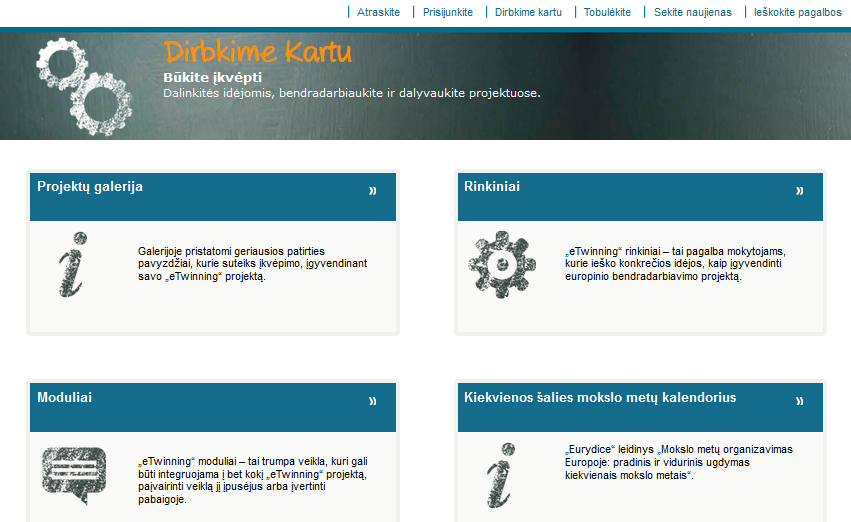 Atraskite | Prisijunkite | Dirbkime kartu | Tobulėkite | Sekite naujienas | Ieškokite pagalbos
Dirbkime Kartu
Būkite įkvėpti
Dalinkitės idėjomis, bendradarbiaukite ir dalyvaukite projektuose.
Projektų galerija »
Galerijoje pristatomi geriausios patirties
pavyzdžiai, kurie suteiks įkvėpimo, įgyvendinant
savo „eTwinning“ projektą.
Rinkiniai »
„eTwinning“ rinkiniai – tai pagalba mokytojams,
kurie ieško konkrečios idėjos, kaip įgyvendinti
europinio bendradarbiavimo projektą.
Moduliai »
„eTwinning“ moduliai – tai trumpa veikla, kuri gali
būti integruojama į bet kokį „eTwinning“ projektą,
paįvairinti veiklą jį įpusėjus arba įvertinti
pabaigoje.
Kiekvienos šalies mokslo metų kalendorius »
„Eurydice“ leidinys „Mokslo metų organizavimas
Europoje: pradinis ir vidurinis ugdymas
kiekvienais mokslo metais“.